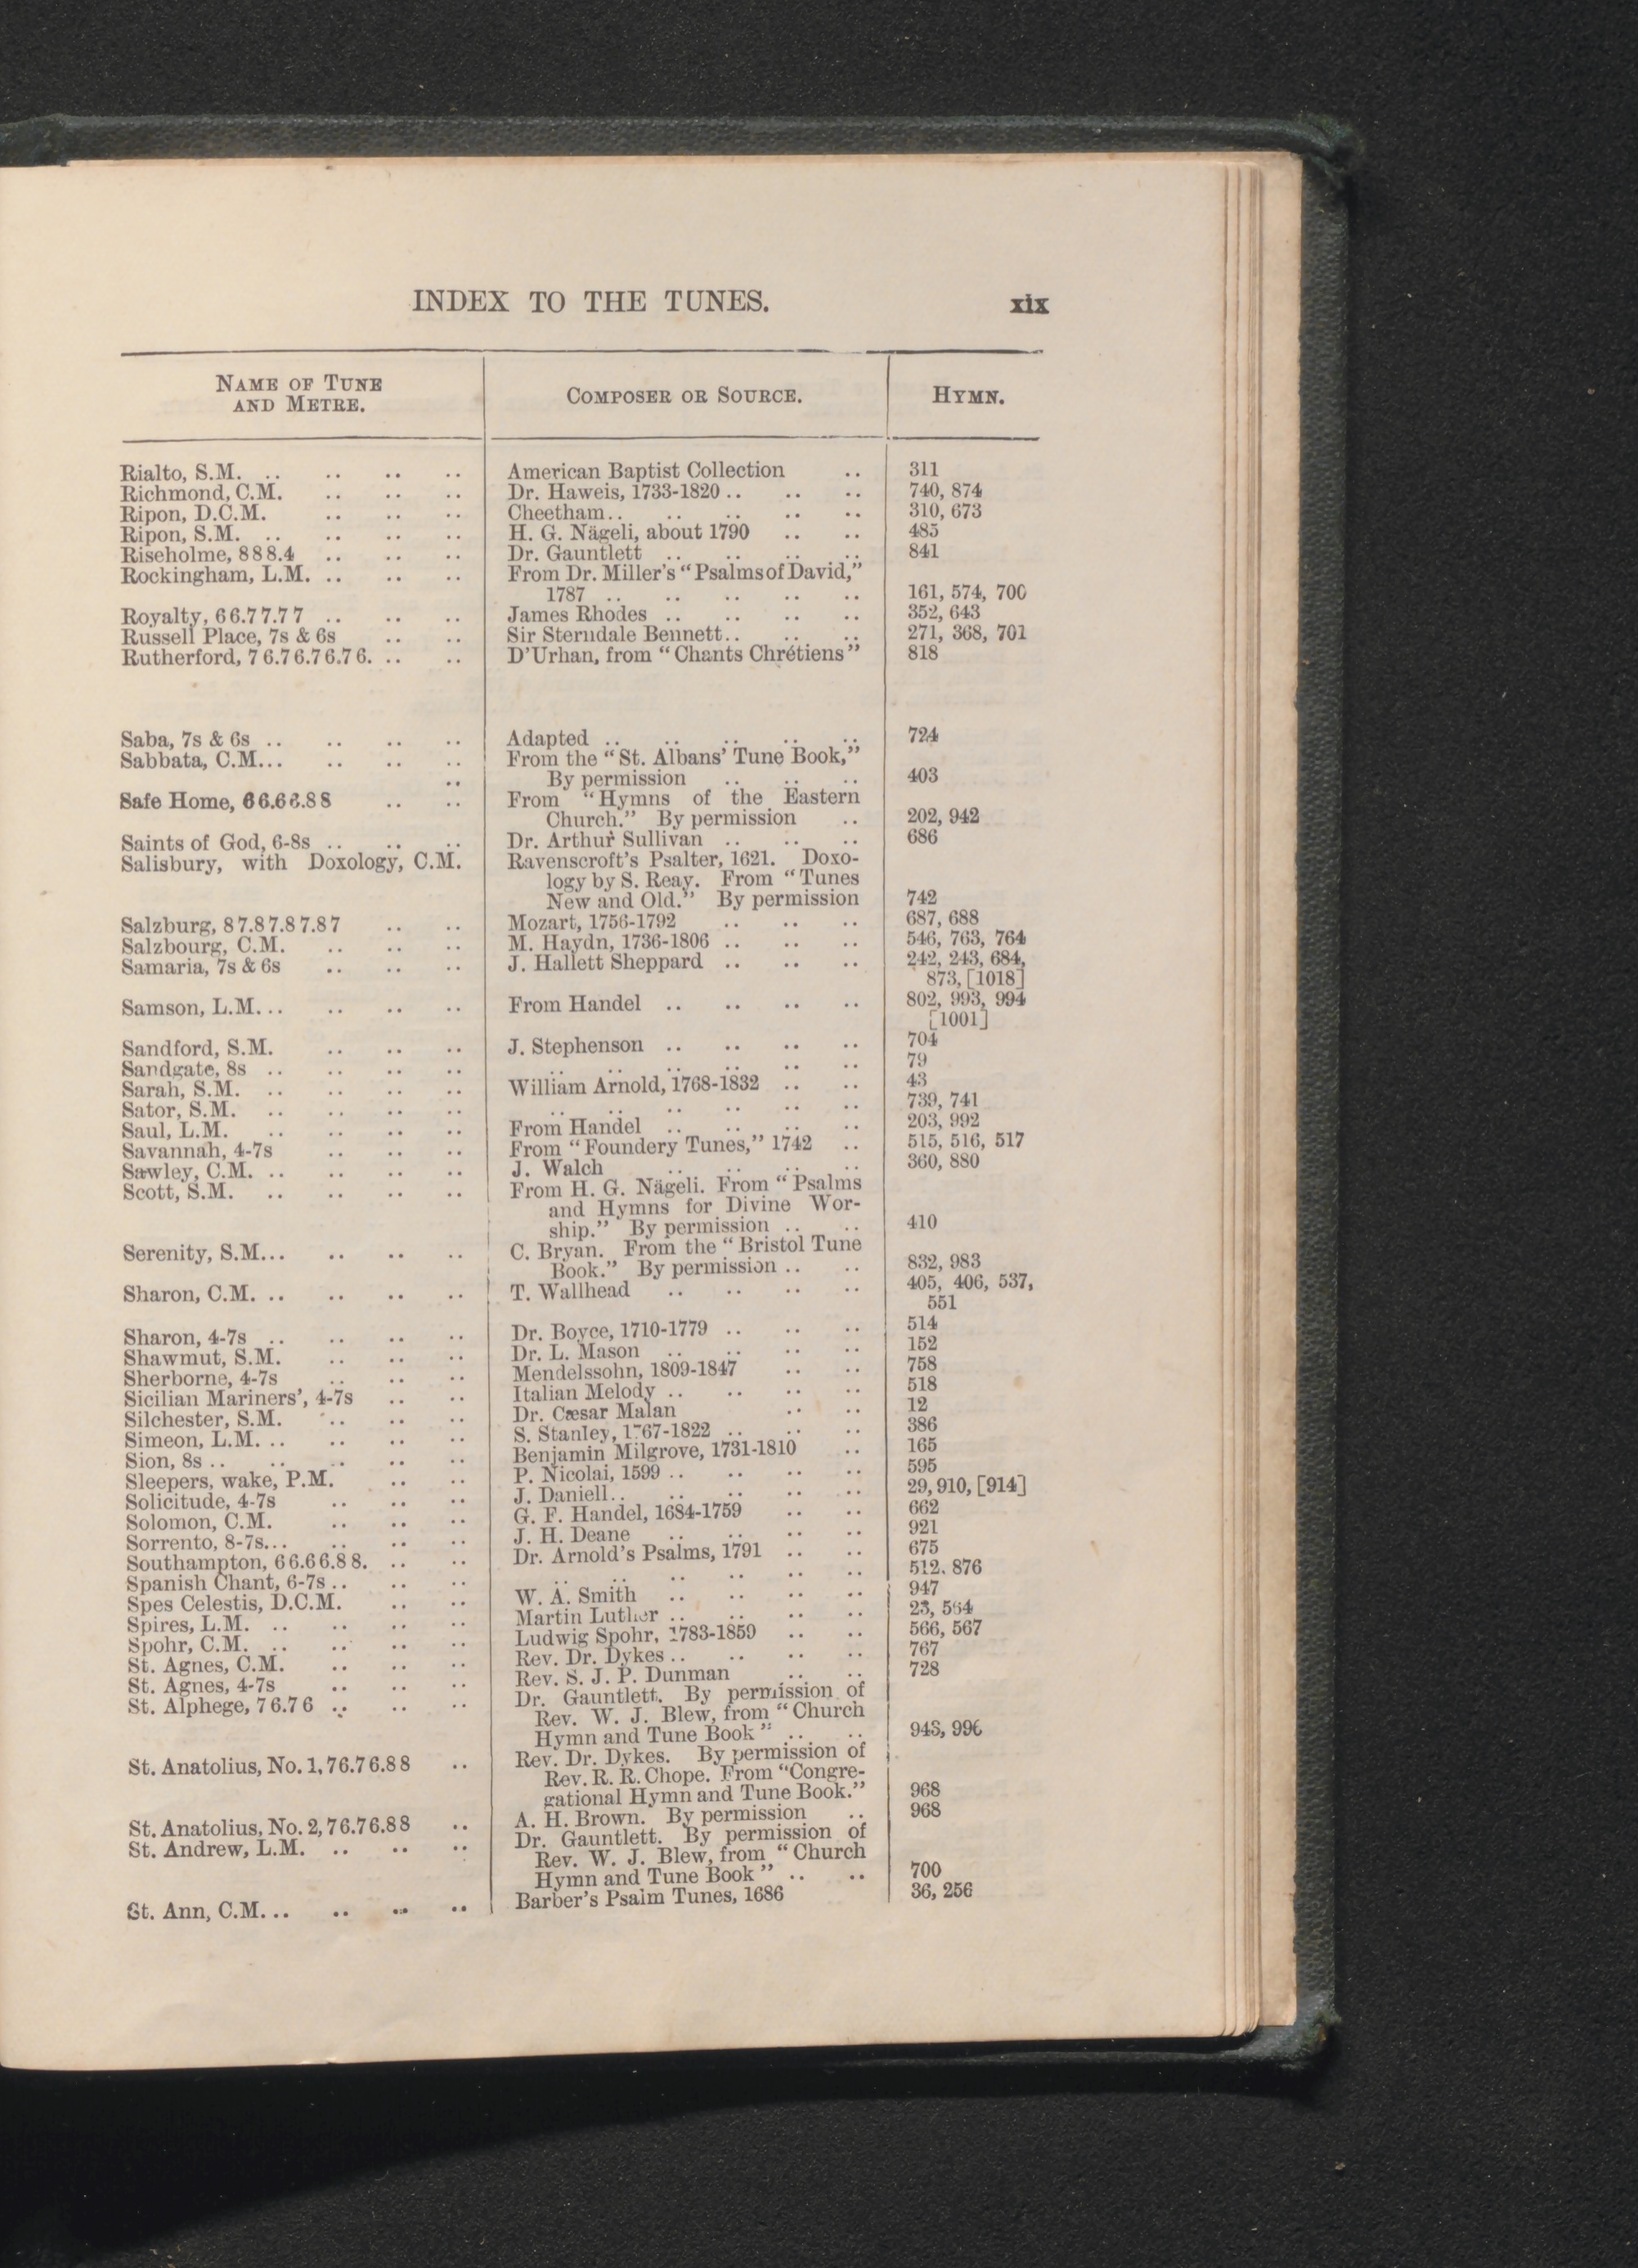 INDEX TO THE TUNES. xix
NAME OF TUNE AND METRE. COMPOSER OR SOURCE. HYMN.
Rialto, S.M. .. .. .. .. American Baptist Collection .. 311
Richmond, C.M. .. .. .. Dr. Haweis, 1733-1820 .. .. .. 740, 874
Ripon, D.C.M. .. .. .. Cheetham .. .. .. .. .. 310, 673
Ripon, S.M. .. .. .. .. H. G. Nägeli, about 1790 .. .. 485
Riseholme, 888.4 .. .. .. Dr. Gauntlett .. .. .. .. 841
Rockingham, L.M. .. .. .. From Dr. Miller's "Psalms of David,"
1787 .. .. .. .. .. 161, 574, 700
Royalty, 66.77.77 .. .. .. James Rhodes .. .. .. .. 352, 643
Russell Place, 7s & 6s .. .. Sir Sterndale Bennett .. .. .. 271, 368, 701
Rutherford, 76.76.76.76. .. .. D'Urhan, from "Chants Chrétiens" 818
Saba, 7s & 6s .. .. .. .. Adapted .. .. .. .. .. 724
Sabbata, C.M... .. .. .. From the "St. Albans' Tune Book,"
.. By permission .. .. .. 403
Safe Home, 66.66.88 .. .. From "Hymns of the Eastern
Church." By permission .. 202, 942
Saints of God, 6-8s .. .. .. Dr. Arthur Sullivan .. .. .. 686
Salisbury, with Doxology, C.M. Ravenscroft's Psalter, 1621. Doxo-
logy by S. Reay. From "Tunes
New and Old." By permission 742
Salzburg, 87.87.87.87 .. .. Mozart, 1756-1792 .. .. .. 687, 688
Salzbourg, C.M. .. .. .. M. Haydn, 1736-1806 .. .. .. 546, 763, 764
Samaria, 7s & 6s .. .. .. J. Hallett Sheppard .. .. .. 242, 243, 684,
873, [1018]
Samson, L.M... .. .. .. From Handel .. .. .. .. 802, 993, 994
[1001]
Sandford, S.M. .. .. .. J. Stephenson .. .. .. .. 704
Sandgate, 8s .. .. .. .. .. .. .. .. .. .. 79
Sarah, S.M. .. .. .. .. William Arnold, 1768-1832 .. .. 43
Sator, S.M. .. .. .. .. .. .. .. .. .. .. 739, 741
Saul, L.M. .. .. .. .. From Handel .. .. .. .. 203, 992
Savannah, 4-7s .. .. .. From "Foundery Tunes," 1742 .. 515, 516, 517
Sawley, C.M. .. .. .. .. J. Walch .. .. .. .. 360, 880
Scott, S.M. .. .. .. .. From H. G. Nägeli. From "Psalms
and Hymns for Divine Wor-
ship." By permission .. .. 410
Serenity, S.M... .. .. .. C. Bryan. From the "Bristol Tune
Book." By permission .. .. 832, 983
Sharon, C.M. .. .. .. .. T. Wallhead .. .. .. .. 405, 406, 537,
551
Sharon, 4-7s .. .. .. .. Dr. Boyce, 1710-1779 .. .. .. 514
Shawmut, S.M. .. .. .. Dr. L. Mason .. .. .. .. 152
Sherborne, 4-7s .. .. .. Mendelssohn, 1809-1847 .. .. 758
Sicilian Mariners', 4-7s .. .. Italian Melody .. .. .. .. 518
Silchester, S.M. .. .. .. Dr. Cæsar Malan .. .. 12
Simeon, L.M. .. .. .. .. S. Stanley, 1767-1822 .. .. .. 386
Sion, 8s .. .. .. .. .. Benjamin Milgrove, 1731-1810 .. 165
Sleepers, wake, P.M. .. .. P. Nicolai, 1599 .. .. .. .. 595
Solicitude, 4-7s .. .. .. J. Daniell .. .. .. .. .. 29, 910, [914]
Solomon, C.M. .. .. .. G. F. Handel, 1684-1759 .. .. 662
Sorrento, 8-7s... .. .. .. J. H. Deane .. .. .. .. 921
Southampton, 66.66.88. .. .. Dr. Arnold's Psalms, 1791 .. .. 675
Spanish Chant, 6-7s .. .. .. .. .. .. .. .. .. 512, 876
Spes Celestis, D.C.M. .. .. W. A. Smith .. .. .. .. 947
Spires, L.M. .. .. .. .. Martin Luther .. .. .. .. 23, 564
Spohr, C.M. .. .. .. .. Ludwig Spohr, 1783-1859 .. .. 566, 567
St. Agnes, C.M. .. .. .. Rev. Dr. Dykes .. .. .. .. 767
St. Agnes, 4-7s .. .. .. Rev. S. J. P. Dunman .. .. 728
St. Alphege, 76.76 .. .. .. Dr. Gauntlett. By permission of
Rev. W. J. Blew, from "Church
Hymn and Tune Book" .. .. 996
St. Anatolius, No. 1, 76.76.88 .. Rev. Dr. Dykes. By permission of
Rev. R. R. Chope. From "Congre-
gational Hymn and Tune Book." 968
St. Anatolius, No. 2, 76.76.88 .. A. H. Brown. By permission .. 968
St. Andrew, L.M. .. .. .. Dr. Gauntlett. By permission of
Rev. W. J. Blew, from "Church
Hymn and Tune Book" .. .. 700
St. Ann, C.M... .. .. .. Barber's Psalm Tunes, 1686 36, 256